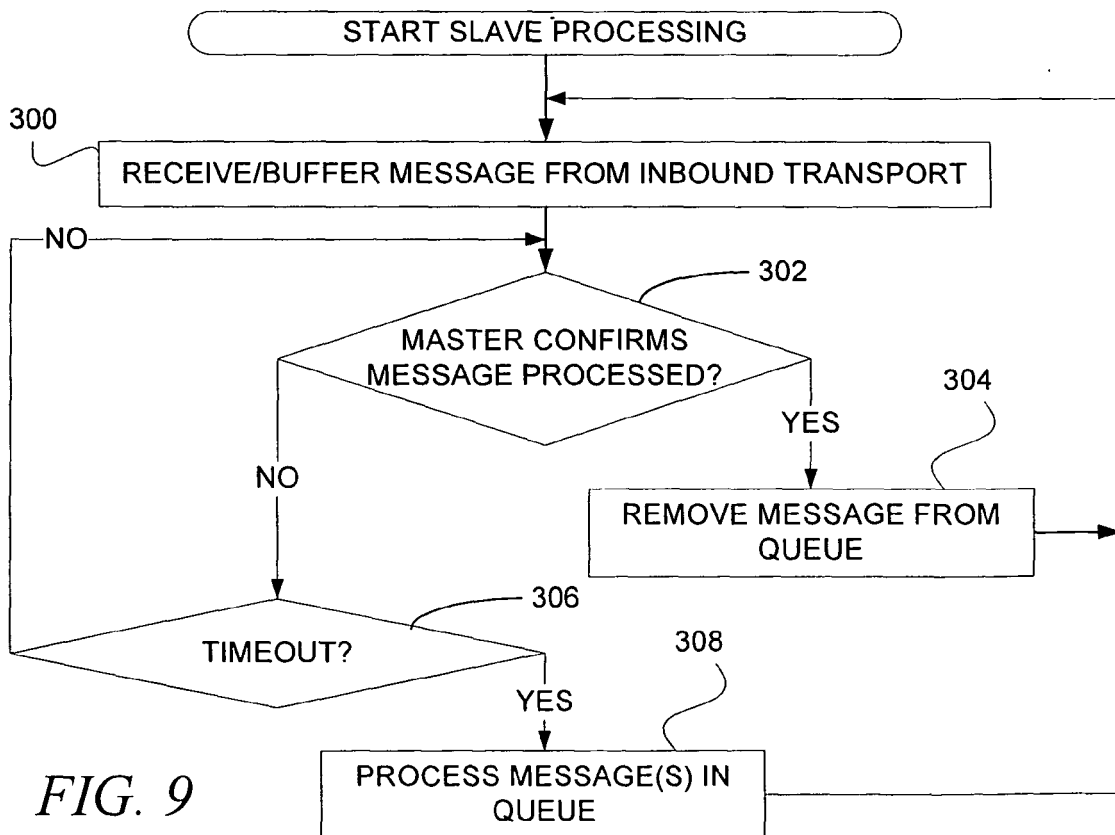 START SLAVE PROCESSING
300
RECEIVE/BUFFER MESSAGE FROM INBOUND TRANSPORT
NO
302
MASTER CONFIRMS
MESSAGE PROCESSED?
304
YES
NO
REMOVE MESSAGE FROM
QUEUE
306
TIMEOUT?
308
YES
PROCESS MESSAGE(S) IN
QUEUE
FIG. 9